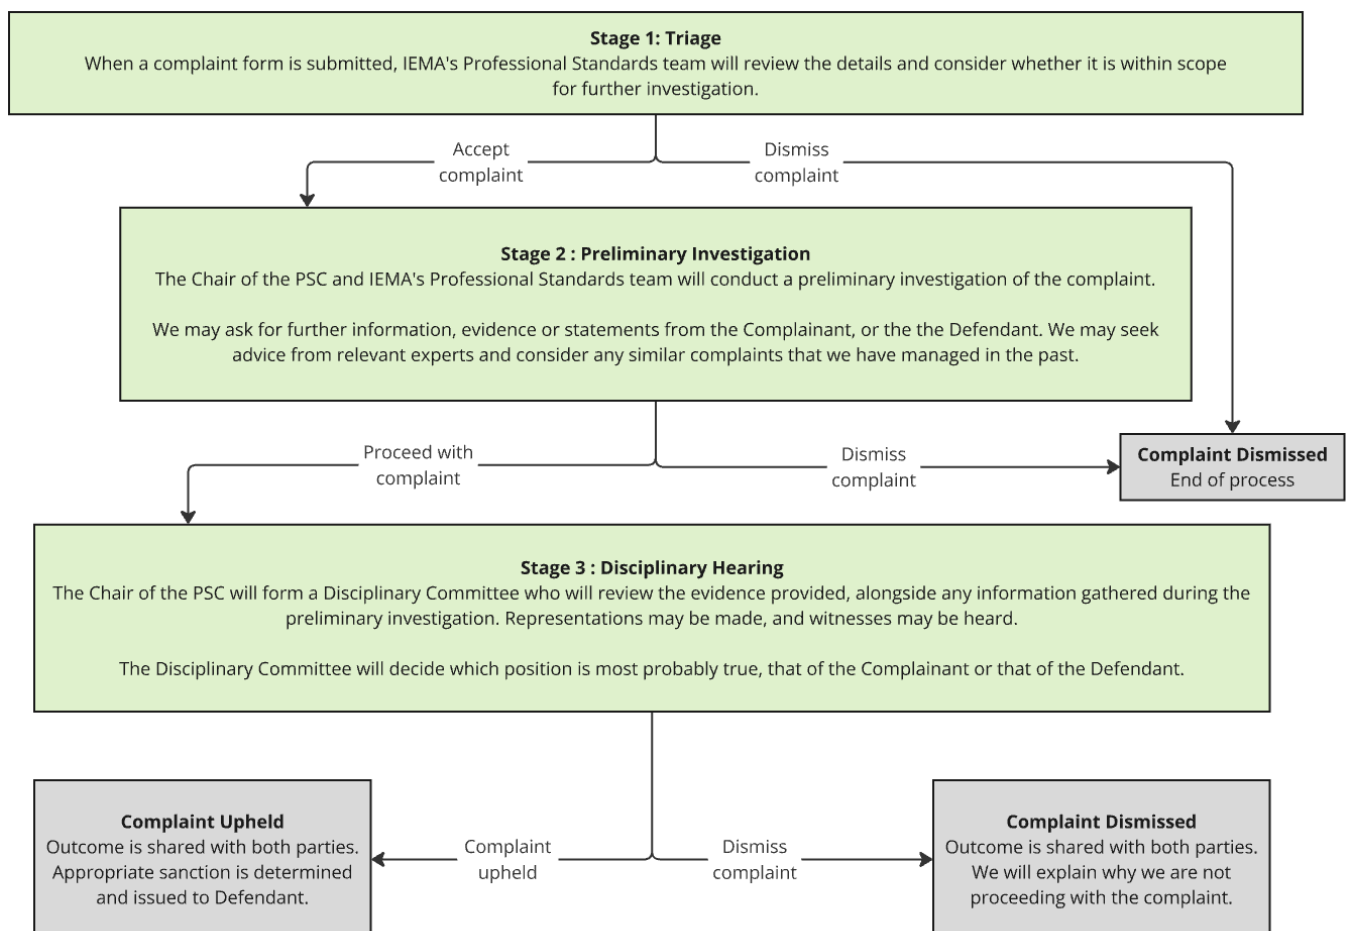 Stage 1: Triage
When a complaint form is submitted, IEMA's Professional Standards team will review the details and consider whether it is within scope
for further investigation.
Accept
complaint
Dismiss
complaint
Stage 2 : Preliminary Investigation
The Chair of the PSC and IEMA's Professional Standards team will conduct a preliminary investigation of the complaint.
We may ask for further information, evidence or statements from the Complainant, or the the Defendant. We may seek
advice from relevant experts and consider any similar complaints that we have managed in the past.
Proceed with
complaint
Dismiss
complaint
Complaint Dismissed
End of process
Stage 3 : Disciplinary Hearing
The Chair of the PSC will form a Disciplinary Committee who will review the evidence provided, alongside any information gathered during the
preliminary investigation. Representations may be made, and witnesses may be heard.
The Disciplinary Committee will decide which position is most probably true, that of the Complainant or that of the Defendant.
Complaint Upheld
Outcome is shared with both parties.
Appropriate sanction is determined
and issued to Defendant.
Complaint
upheld
Dismiss
complaint
Complaint Dismissed
Outcome is shared with both parties.
We will explain why we are not
proceeding with the complaint.